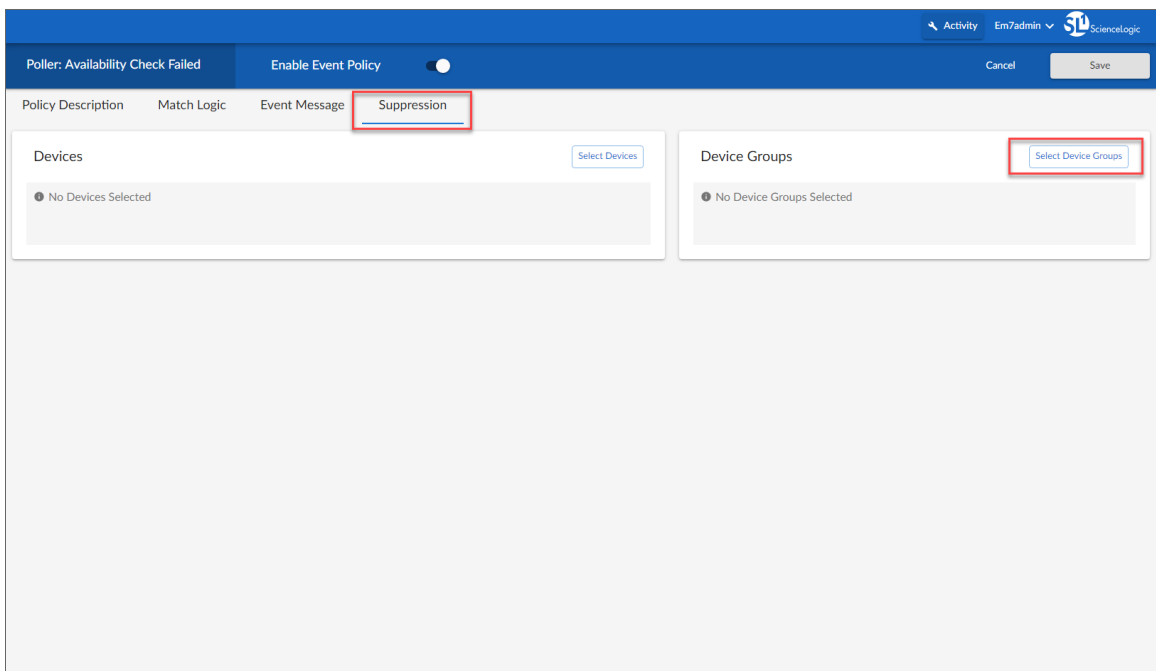 Activity Em7admin SL1 ScienceLogic
Poller: Availability Check Failed Enable Event Policy Cancel Save
Policy Description Match Logic Event Message Suppression
Devices Select Devices Device Groups Select Device Groups
No Devices Selected No Device Groups Selected